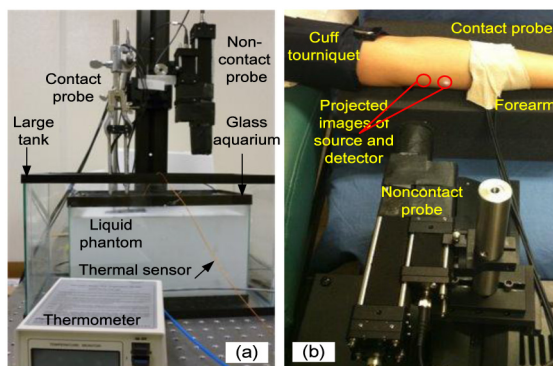 Non-
contact
probe
Contact
probe
Large
tank
Glass
aquarium
Liquid
phantom
Thermal sensor
Thermometer
(a)
Cuff
tourniquet
Contact probe
Forearm
Projected
images of
source and
detector
Noncontact
probe
(b)